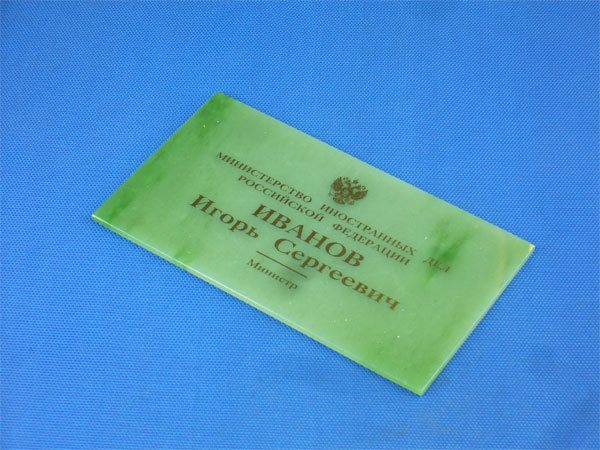 МИНИСТЕРСТВО ИНОСТРАННЫХ ДЕЛ
РОССИЙСКОЙ ФЕДЕРАЦИИ
ИВАНОВ
Игорь Сергеевич
Министр